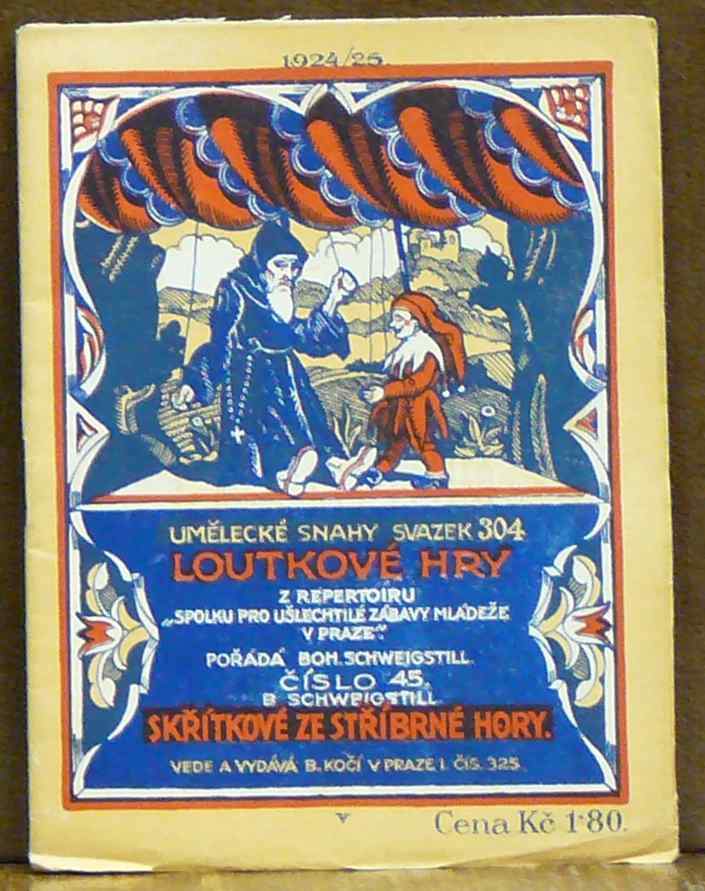 1924/25.
UMĚLECKÉ SNAHY SVAZEK 304
LOUTKOVÉ HRY
Z REPERTOIRU
„SPOLKU PRO UŠLECHTILÉ ZÁBAVY MLÁDEŽE
V PRAZE“.
POŘÁDÁ BOH. SCHWEIGSTILL.
ČÍSLO 45.
B SCHWEIGSTILL
SKŘÍTKOVÉ ZE STŘÍBRNÉ HORY.
VEDE A VYDÁVÁ B. KOČÍ V PRAZE I. ČÍS. 325
V
Cena Kč 1·80.